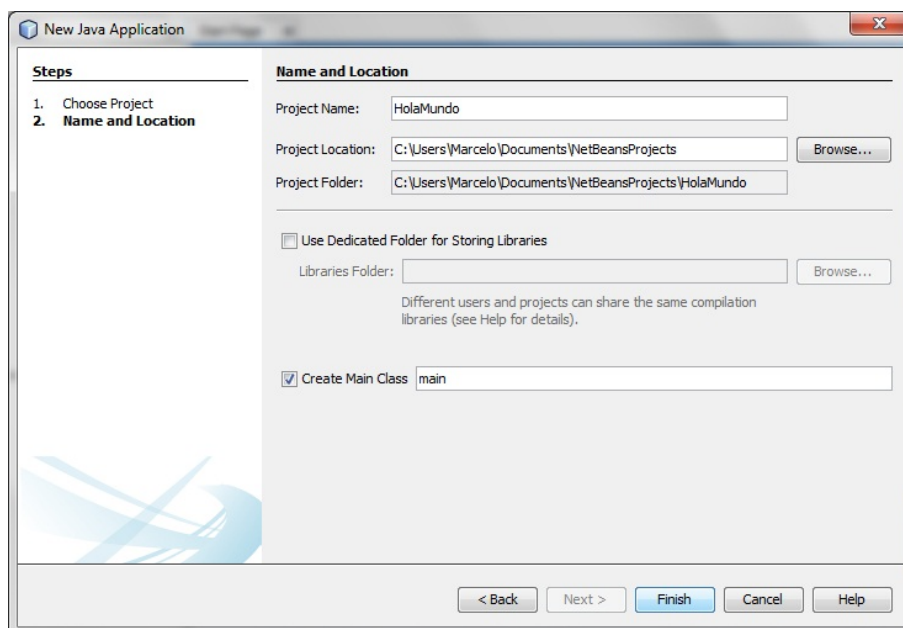 New Java Application
Steps
1. Choose Project
2. Name and Location
Name and Location
Project Name: HolaMundo
Project Location: C:\Users\Marcelo\Documents\NetBeansProjects Browse...
Project Folder: C:\Users\Marcelo\Documents\NetBeansProjects\HolaMundo
Use Dedicated Folder for Storing Libraries
Libraries Folder: Browse...
Different users and projects can share the same compilation
libraries (see Help for details).
Create Main Class main
< Back Next > Finish Cancel Help